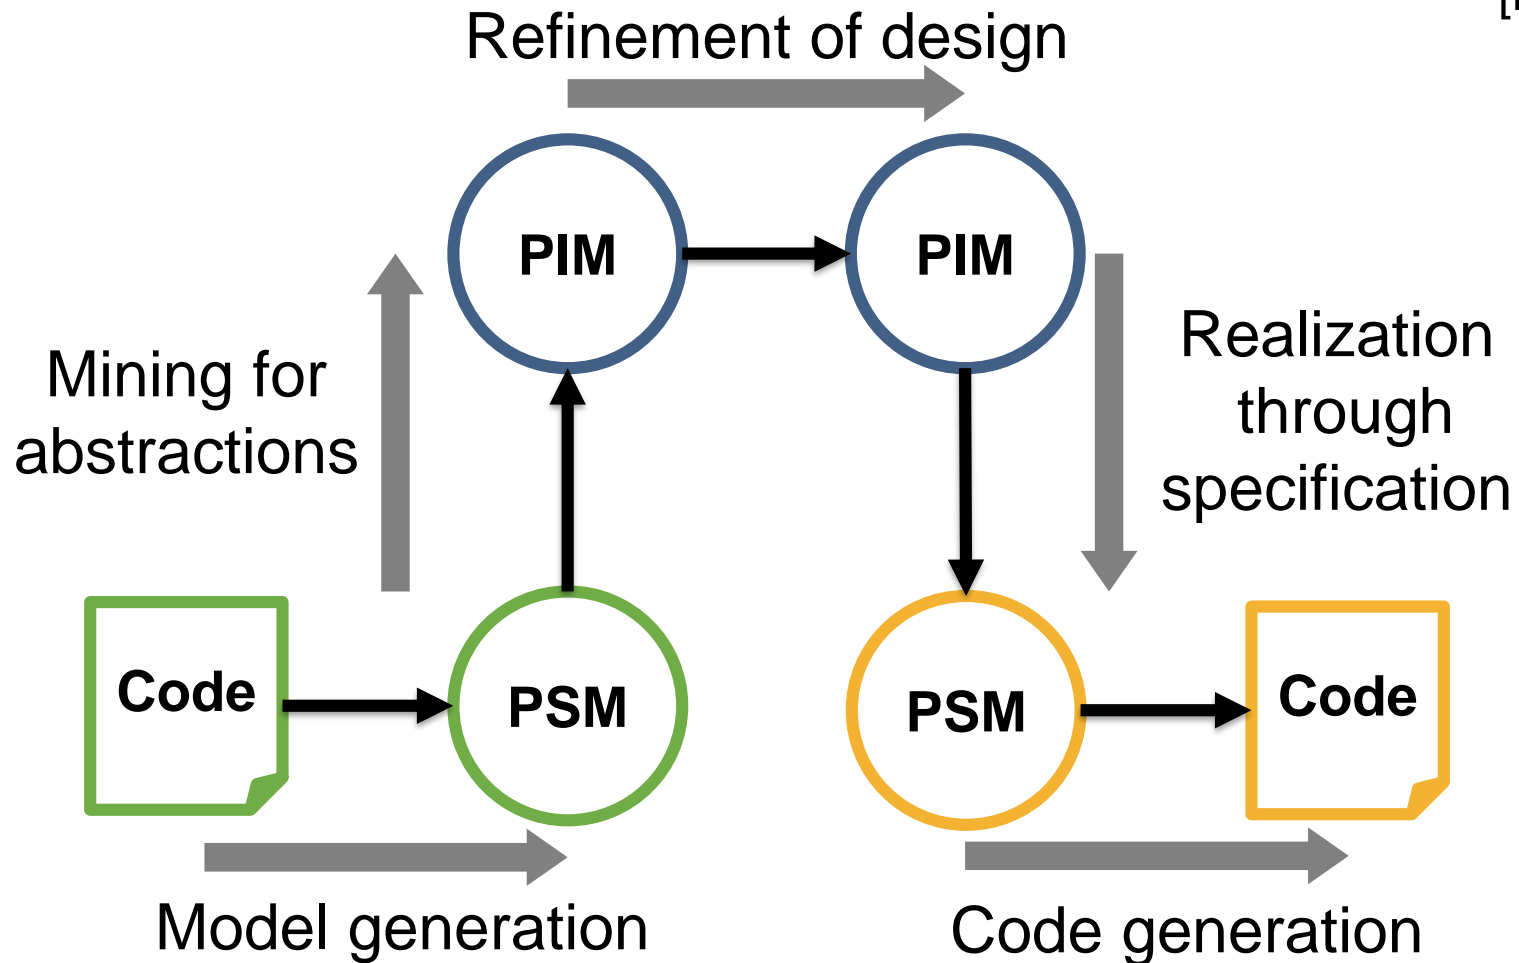 Refinement of design
PIM
PIM
Mining for
abstractions
Realization
through
specification
Code
PSM
PSM
Code
Model generation
Code generation